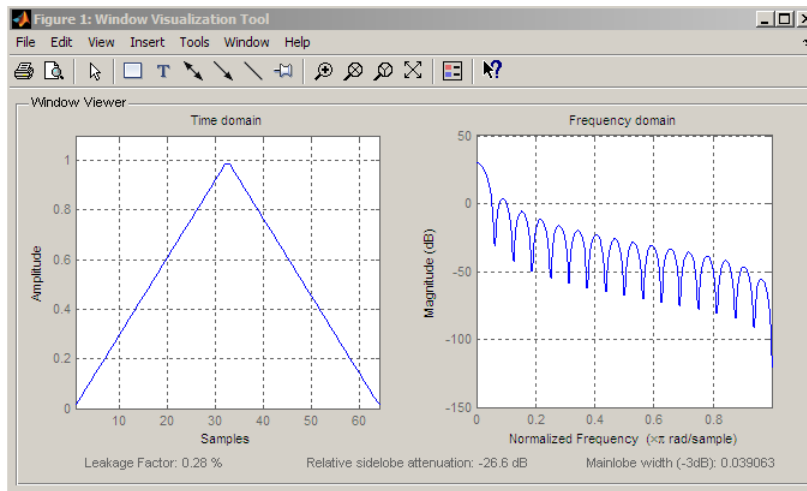 Figure 1: Window Visualization Tool
File Edit View Insert Tools Window Help
Window Viewer
Time domain
1
0.8
0.6
0.4
0.2
0
Amplitude
10 20 30 40 50 60
Samples
Frequency domain
50
0
-50
-100
-150
Magnitude (dB)
0 0.2 0.4 0.6 0.8
Normalized Frequency (×π rad/sample)
Leakage Factor: 0.28 % Relative sidelobe attenuation: -26.6 dB Mainlobe width (-3dB): 0.039063